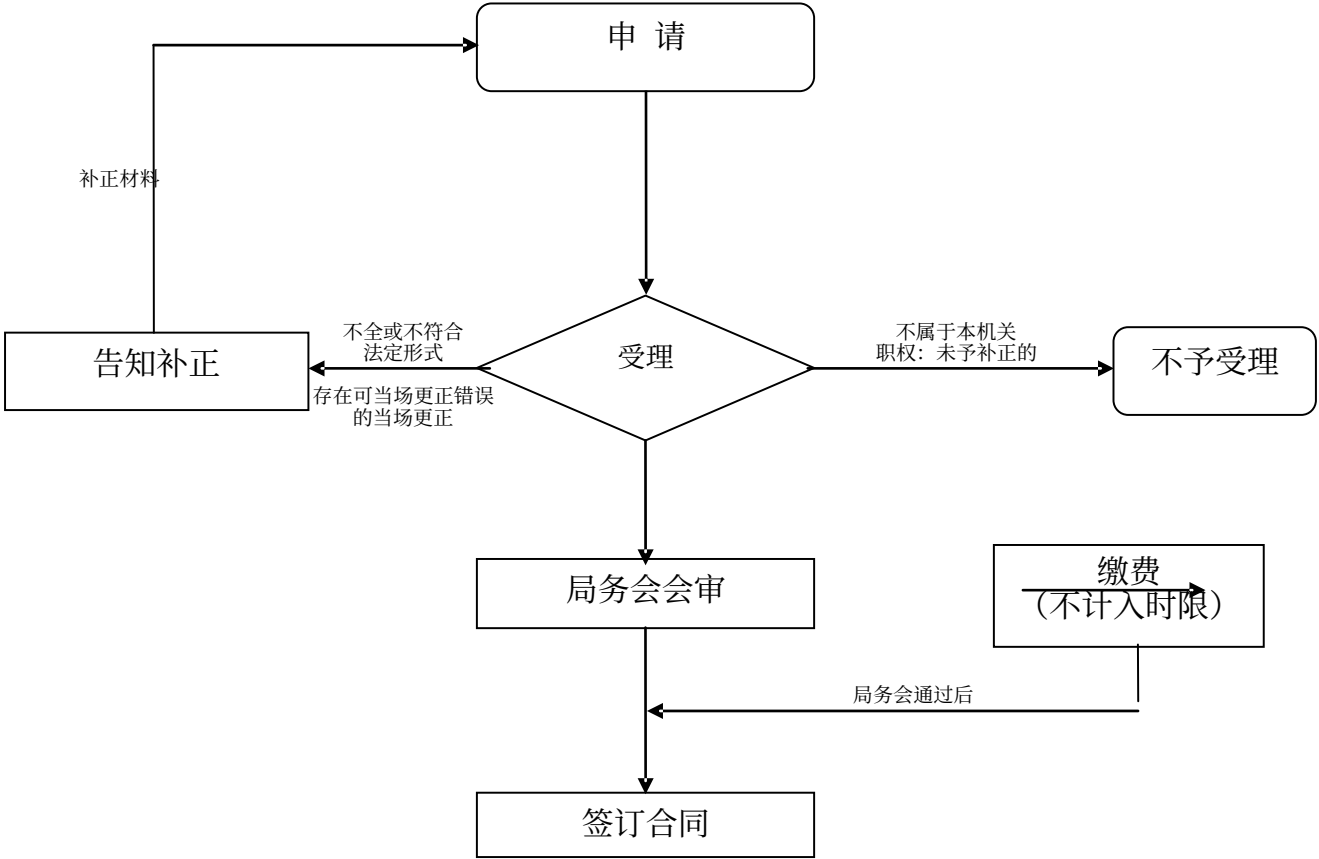 申 请
补正材料
不全或不符合
法定形式
不属于本机关
职权：未予补正的
告知补正
受理
不予受理
存在可当场更正错误
的当场更正
局务会会审
缴费
（不计入时限）
局务会通过后
签订合同